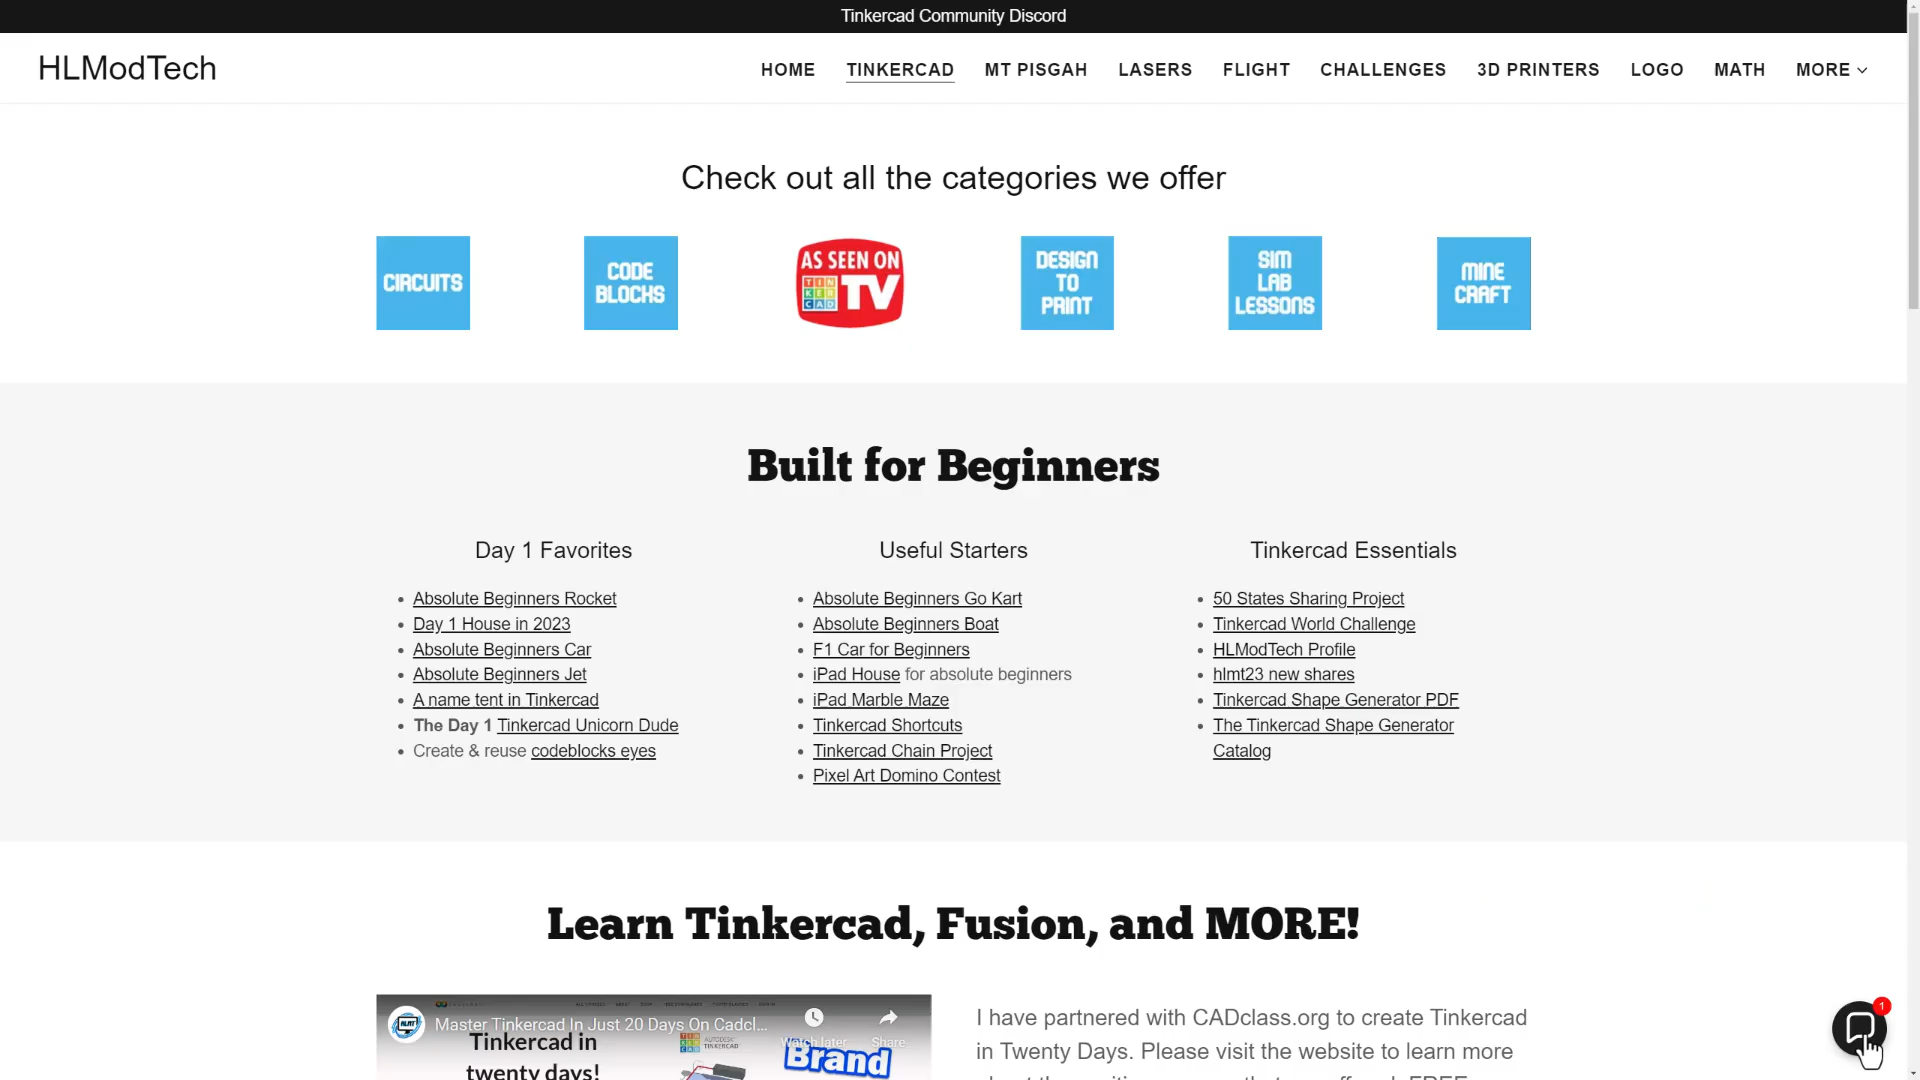 Tinkercad Community Discord
HLModTech
HOME TINKERCAD MT PISGAH LASERS FLIGHT CHALLENGES 3D PRINTERS LOGO MATH MORE
Check out all the categories we offer
CIRCUITS
CODE
BLOCKS
AS SEEN ON
TIN
KER
CAD
TV
DESIGN
TO
PRINT
SIM
LAB
LESSONS
MINE
CRAFT
Built for Beginners
Day 1 Favorites
Absolute Beginners Rocket
Day 1 House in 2023
Absolute Beginners Car
Absolute Beginners Jet
A name tent in Tinkercad
The Day 1 Tinkercad Unicorn Dude
Create & reuse codeblocks eyes
Useful Starters
Absolute Beginners Go Kart
Absolute Beginners Boat
F1 Car for Beginners
iPad House for absolute beginners
iPad Marble Maze
Tinkercad Shortcuts
Tinkercad Chain Project
Pixel Art Domino Contest
Tinkercad Essentials
50 States Sharing Project
Tinkercad World Challenge
HLModTech Profile
hlmt23 new shares
Tinkercad Shape Generator PDF
The Tinkercad Shape Generator
Catalog
Learn Tinkercad, Fusion, and MORE!
HLMT
Master Tinkercad In Just 20 Days On Cadcl...
Watch later
Share
Tinkercad in
twenty days!
AUTODESK
TINKERCAD
Brand
I have partnered with CADclass.org to create Tinkercad
in Twenty Days. Please visit the website to learn more
1